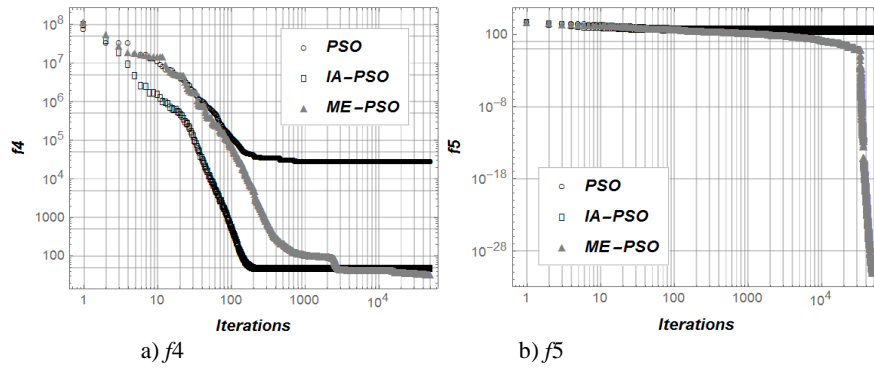 10^8
10^7
10^6
10^5
10^4
1000
100
f4
PSO
IA-PSO
ME-PSO
1 10 100 1000 10^4
Iterations
a) f4
100
10^-8
10^-18
10^-28
f5
PSO
IA-PSO
ME-PSO
1 10 100 1000 10^4
Iterations
b) f5